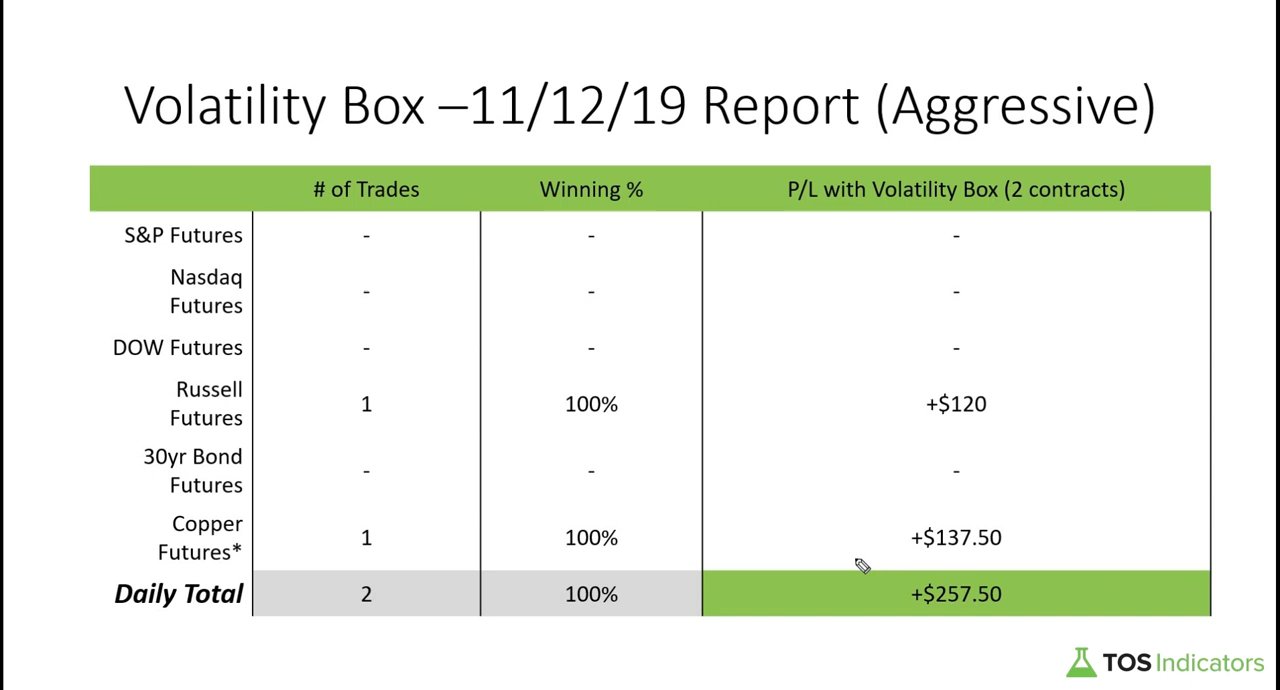 Volatility Box –11/12/19 Report (Aggressive)
# of Trades Winning % P/L with Volatility Box (2 contracts)
S&P Futures - - -
Nasdaq
Futures - - -
DOW Futures - - -
Russell
Futures 1 100% +$120
30yr Bond
Futures - - -
Copper
Futures* 1 100% +$137.50
Daily Total 2 100% +$257.50
TOS Indicators